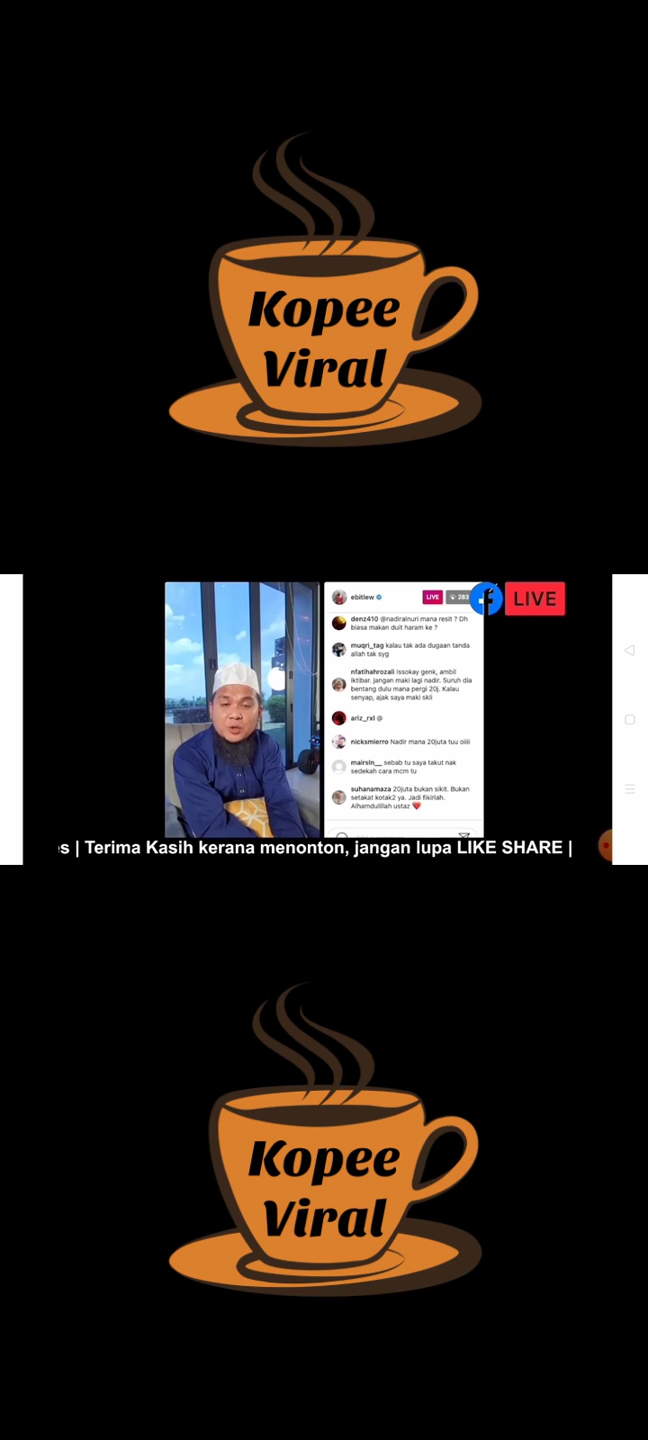 Kopee
Viral
ebitlew
LIVE
283
LIVE
denz410 @nadiralnuri mana resit ? Dh
biasa makan duit haram ke ?
muqri_tag kalau tak ada dugaan tanda
allah tak syg
nfatihahrozali Issokay genk, ambil
iktibar. jangan maki lagi nadir. Suruh dia
bentang dulu mana pergi 20j. Kalau
senyap, ajak saya maki skli
ariz_rxl @
nicksmierro Nadir mana 20juta tuu oiii
mairsin__ sebab tu saya takut nak
sedekah cara mcm tu
suhanamaza 20juta bukan sikit. Bukan
setakat kotak2 ya. Jadi fikirlah.
Alhamdulillah ustaz ❤️
s | Terima Kasih kerana menonton, jangan lupa LIKE SHARE |
Kopee
Viral